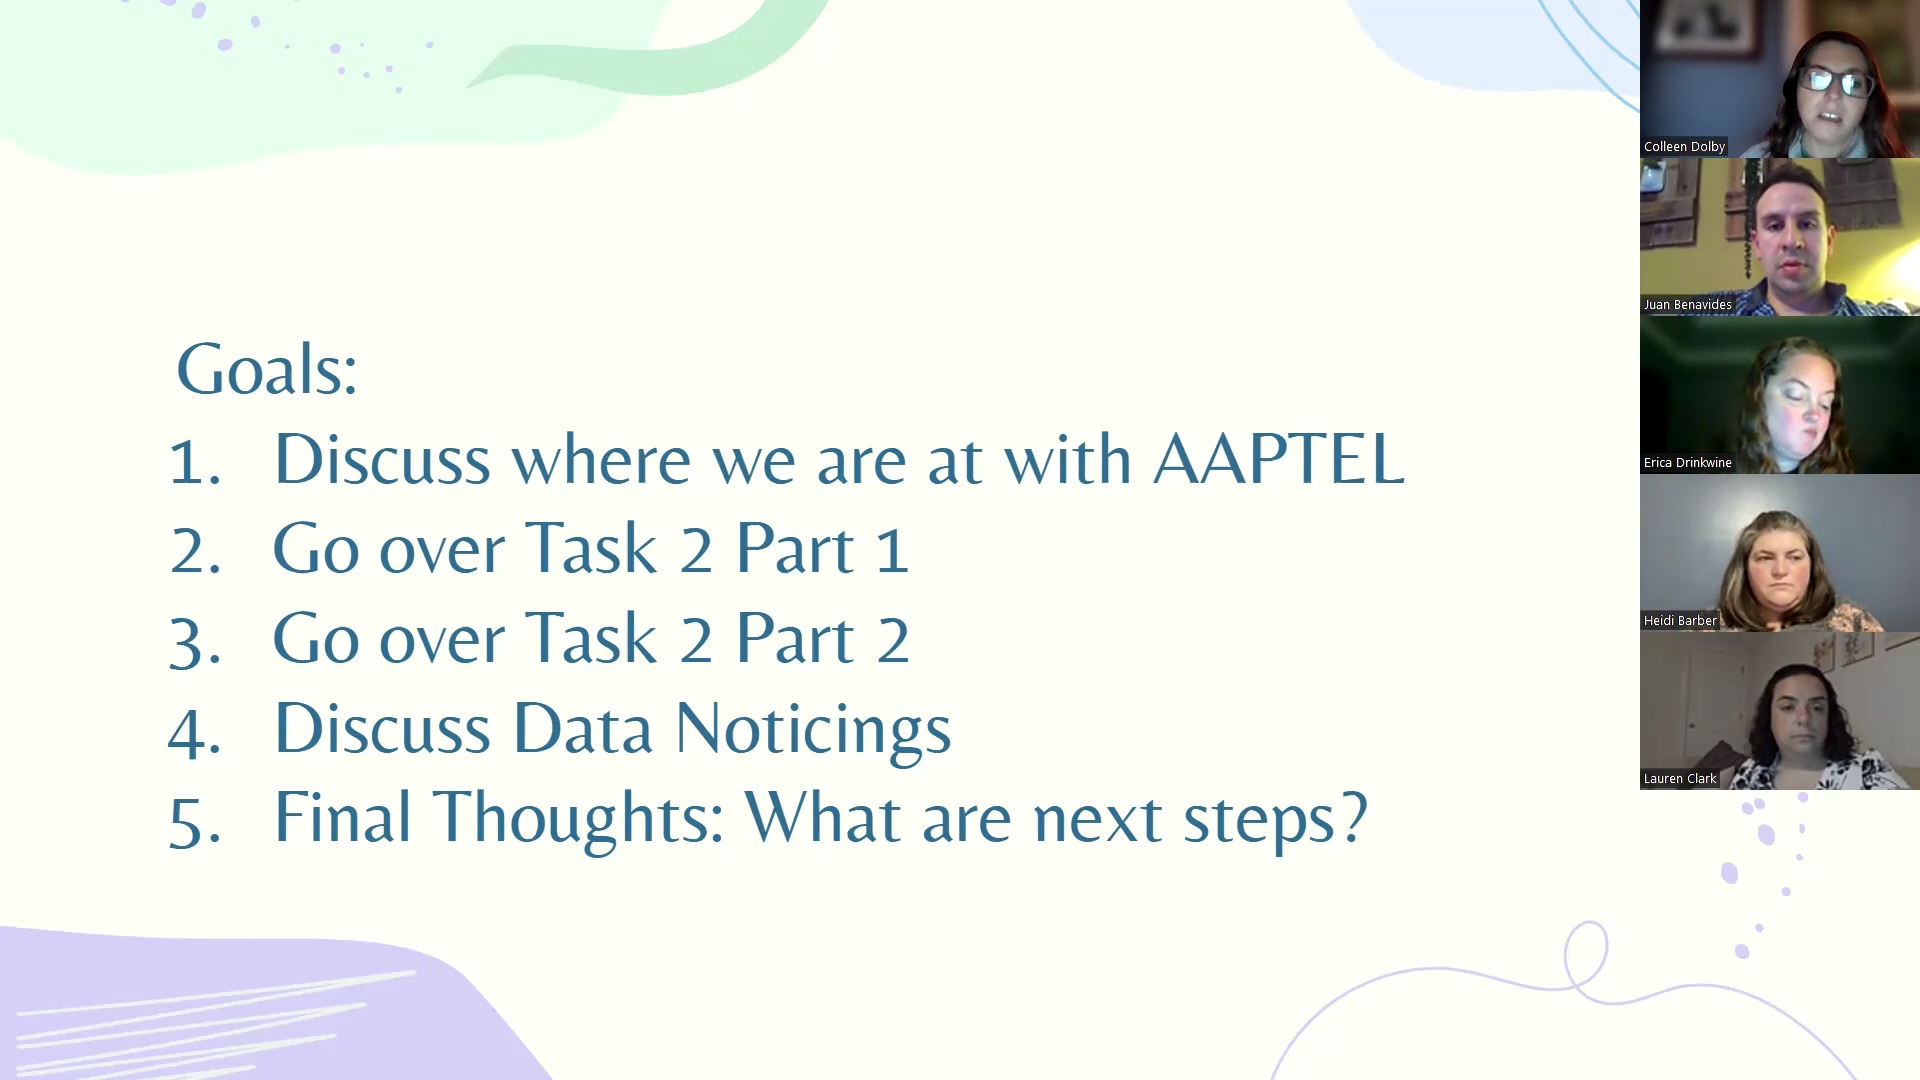 Goals:
1. Discuss where we are at with AAPTEL
2. Go over Task 2 Part 1
3. Go over Task 2 Part 2
4. Discuss Data Noticings
5. Final Thoughts: What are next steps?
Colleen Dolby
Juan Benavides
Erica Drinkwine
Heidi Barber
Lauren Clark